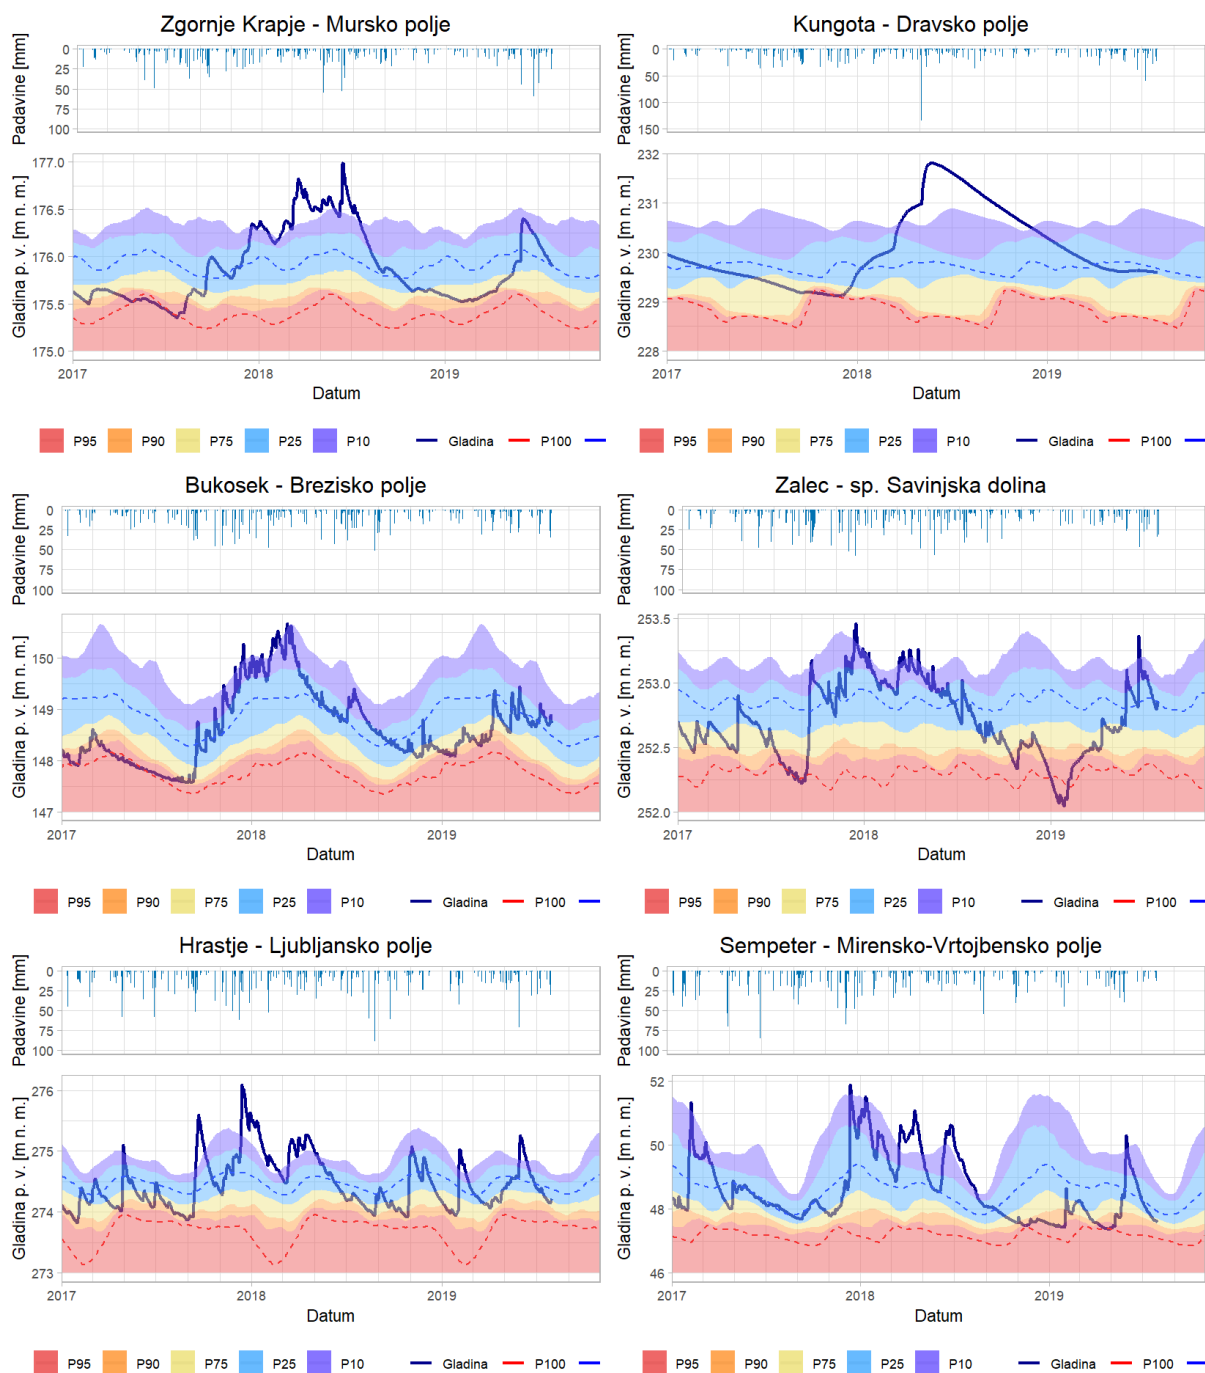 Zgornje Krapje - Mursko polje
Padavine [mm]
0
25
50
75
100
Gladina p. v. [m n. m.]
177.0
176.5
176.0
175.5
175.0
2017 2018 2019
Datum
P95 P90 P75 P25 P10 Gladina P100
Kungota - Dravsko polje
Padavine [mm]
0
50
100
150
Gladina p. v. [m n. m.]
232
231
230
229
228
2017 2018 2019
Datum
P95 P90 P75 P25 P10 Gladina P100
Bukosek - Brezisko polje
Padavine [mm]
0
25
50
75
100
Gladina p. v. [m n. m.]
150
149
148
147
2017 2018 2019
Datum
P95 P90 P75 P25 P10 Gladina P100
Zalec - sp. Savinjska dolina
Padavine [mm]
0
25
50
75
100
Gladina p. v. [m n. m.]
253.5
253.0
252.5
252.0
2017 2018 2019
Datum
P95 P90 P75 P25 P10 Gladina P100
Hrastje - Ljubljansko polje
Padavine [mm]
0
25
50
75
100
Gladina p. v. [m n. m.]
276
275
274
273
2017 2018 2019
Datum
P95 P90 P75 P25 P10 Gladina P100
Sempeter - Mirensko-Vrtojbensko polje
Padavine [mm]
0
25
50
75
100
Gladina p. v. [m n. m.]
52
50
48
46
2017 2018 2019
Datum
P95 P90 P75 P25 P10 Gladina P100